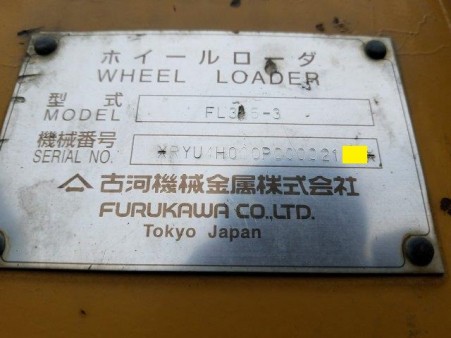 ホイールローダ
WHEEL LOADER
型式
MODEL
機械番号
SERIAL NO.
古河機械金属株式会社
FURUKAWA CO.,LTD.
Tokyo Japan